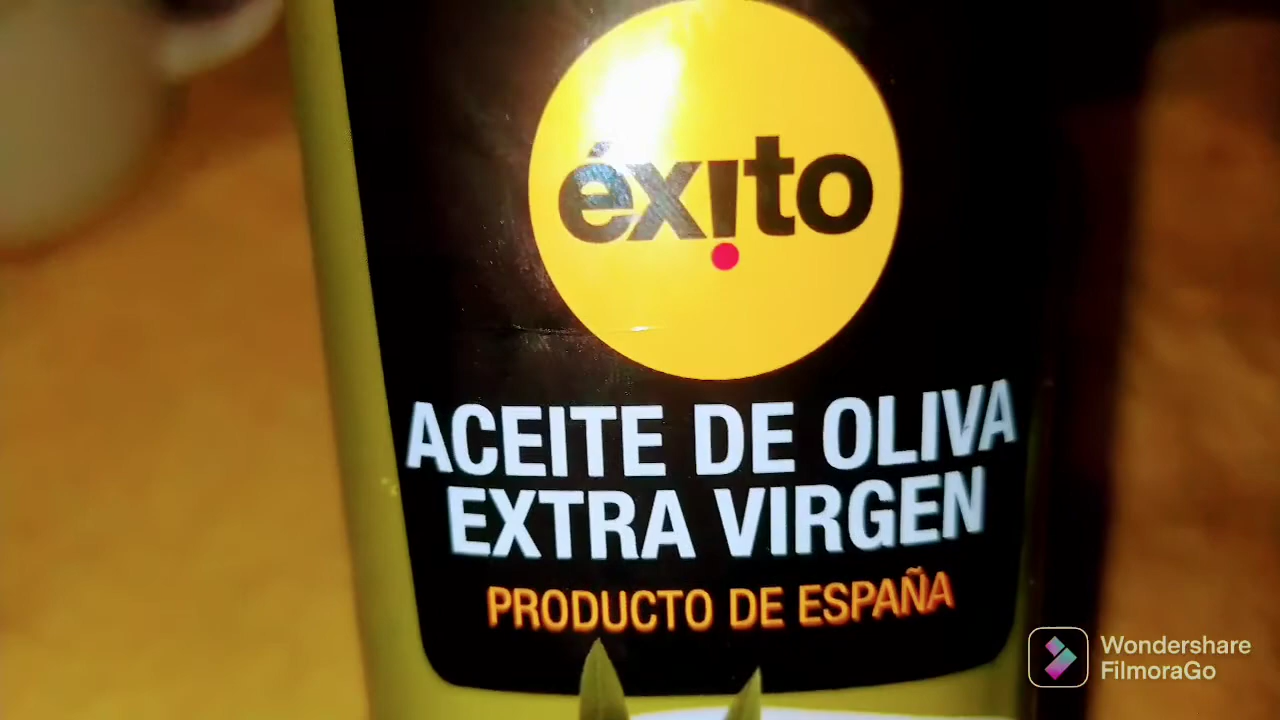 éxito
ACEITE DE OLIVA
EXTRA VIRGEN
PRODUCTO DE ESPAÑA
Wondershare
FilmoraGo